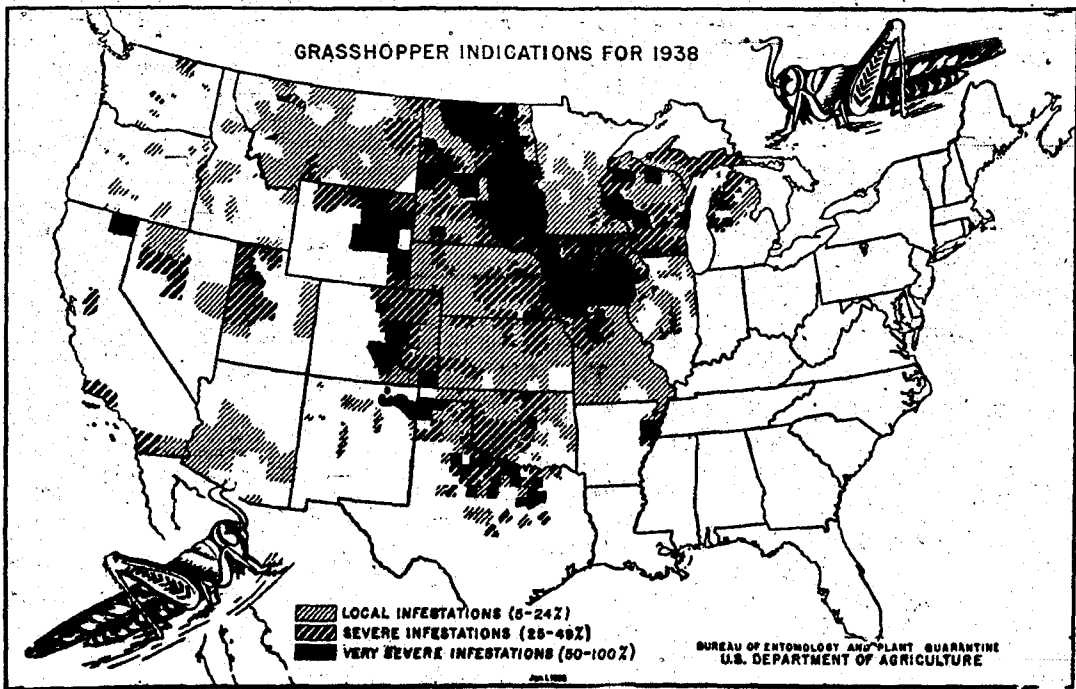 GRASSHOPPER INDICATIONS FOR 1938
LOCAL INFESTATIONS (5-24%)
SEVERE INFESTATIONS (25-49%)
VERY SEVERE INFESTATIONS (50-100%)
BUREAU OF ENTOMOLOGY AND PLANT QUARANTINE
U.S. DEPARTMENT OF AGRICULTURE